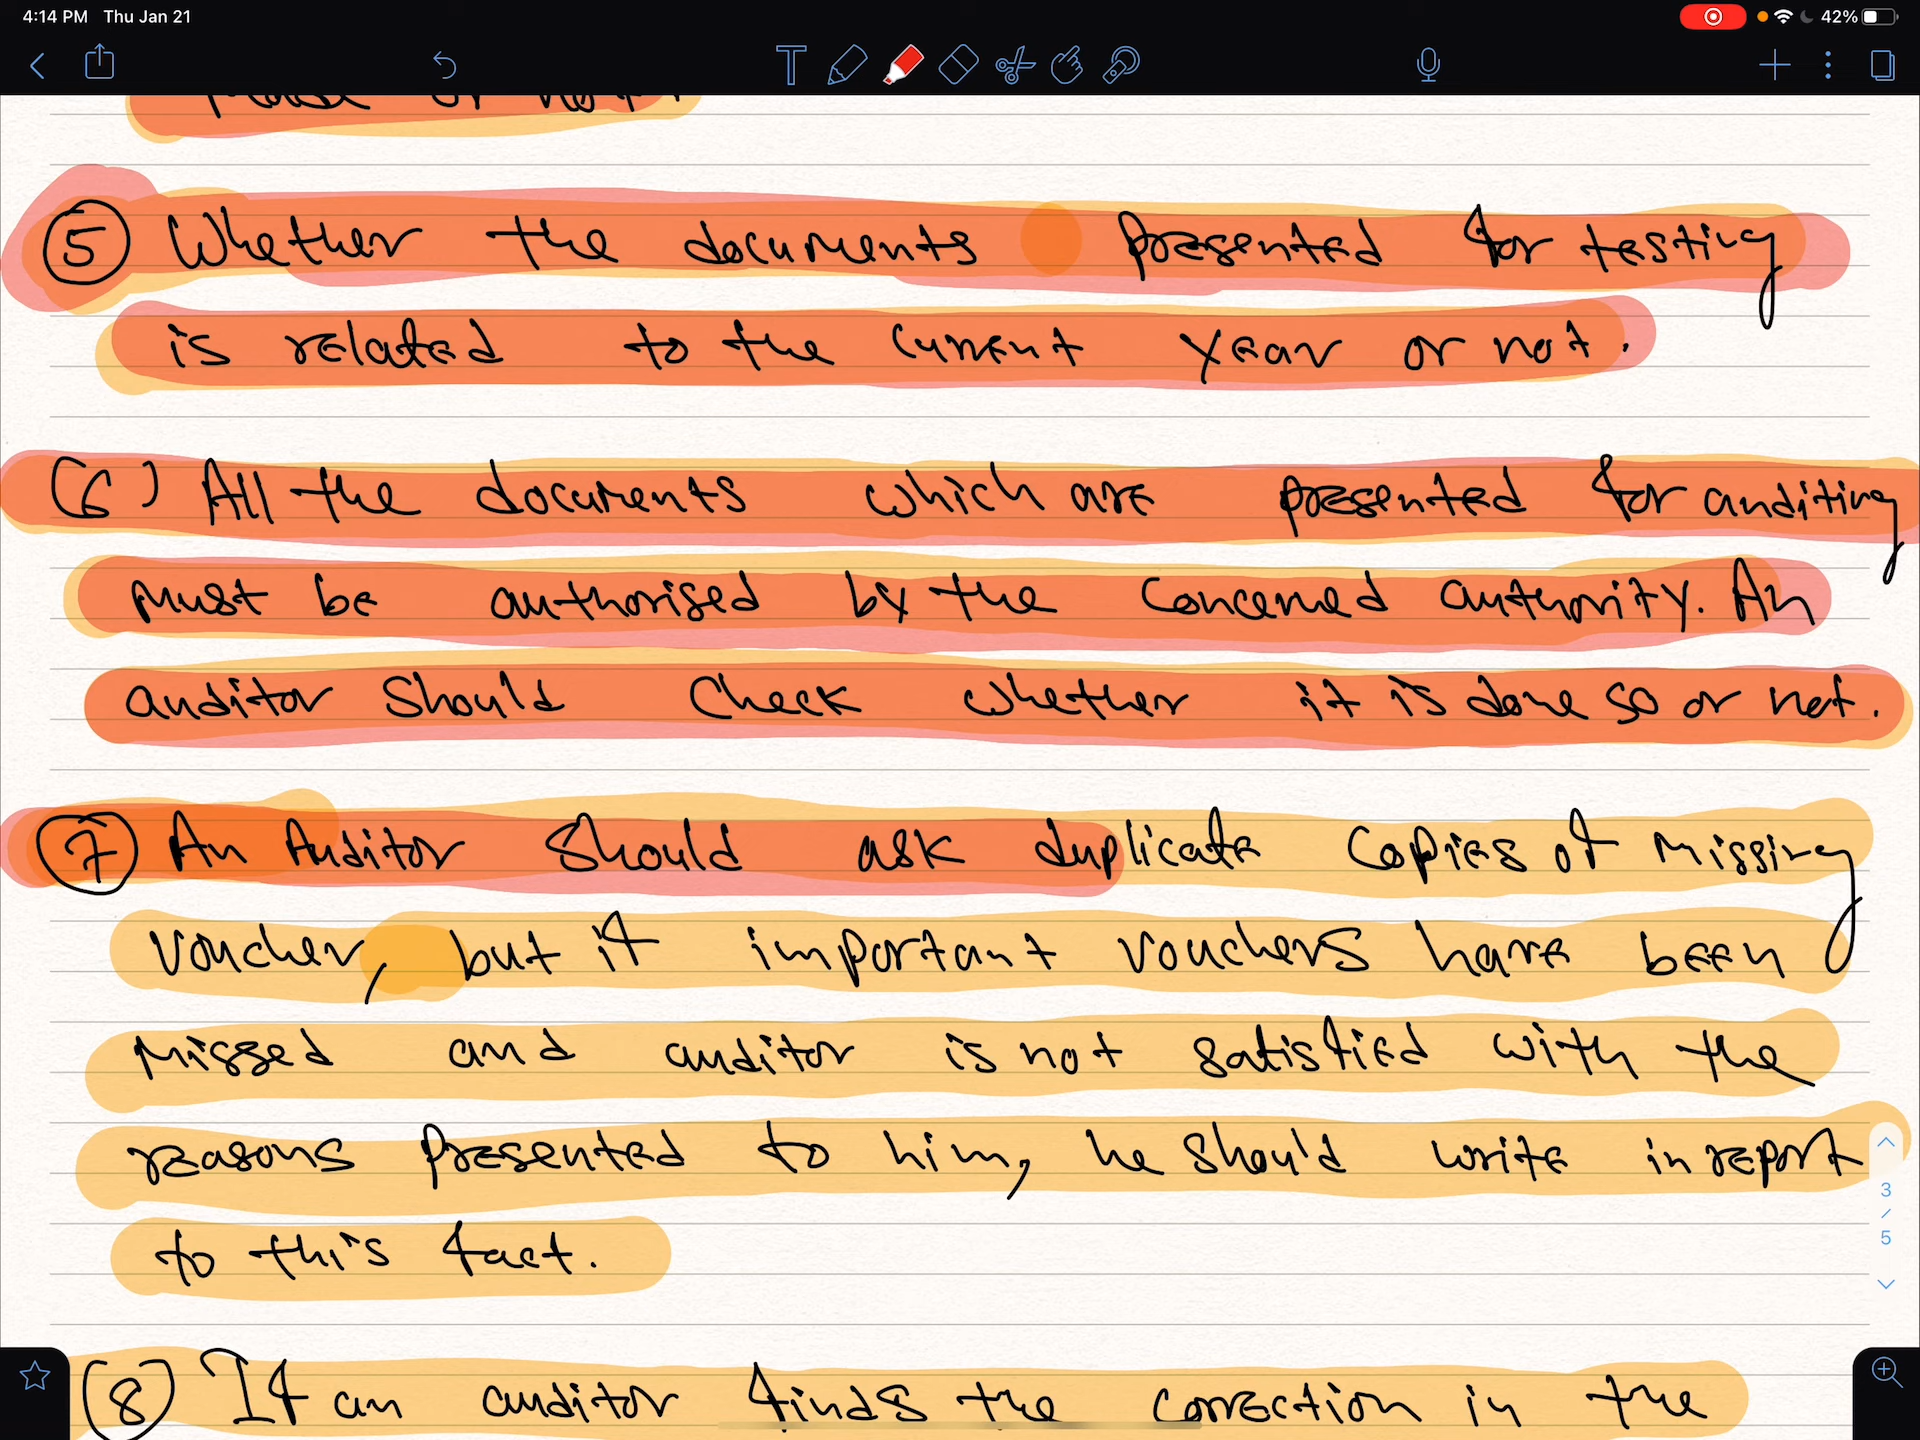 4:14 PM Thu Jan 21
42%
or not.
5 Whether the documents presented for testing
is related to the current year or not.
(6) All the documents which are presented for auditing
must be authorised by the concerned authority. An
auditor should check whether it is done so or not.
7 An Auditor should ask duplicate copies of missing
voucher, but if important vouchers have been
missed and auditor is not satisfied with the
reasons presented to him, he should write in report
to this fact.
3
/
5
(8) If an auditor finds the correction in the